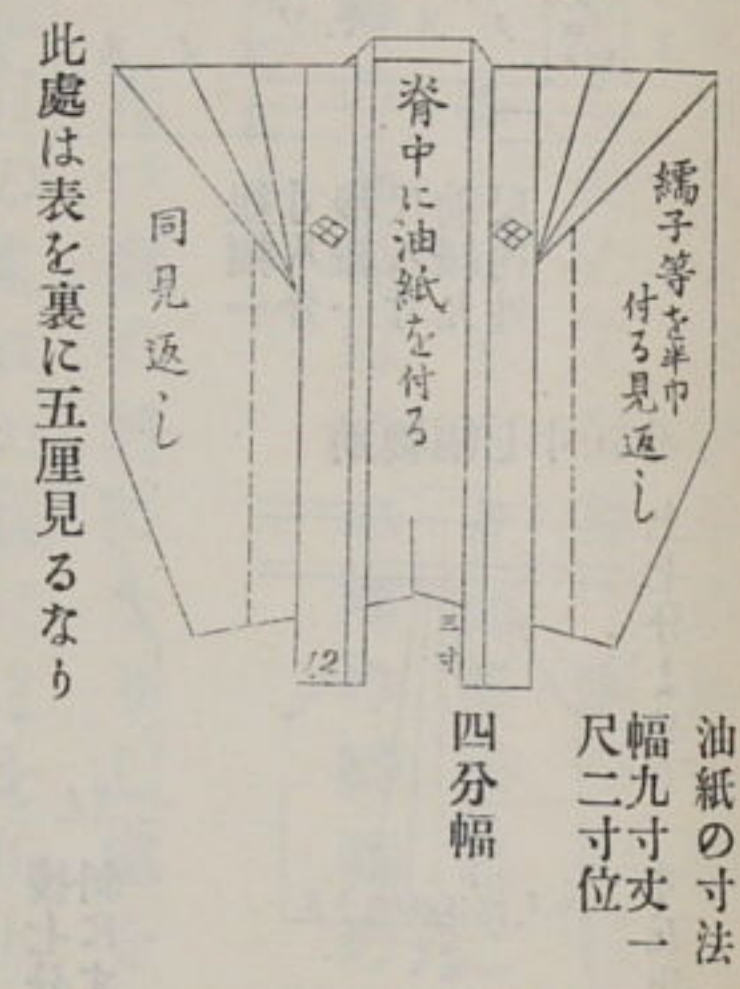 繻子等を半巾
付る見返し
脊中に油紙を付る
同見返し
三寸
12
油紙の寸法
幅九寸丈一
尺二寸位
四分幅
此處は表を裏に五厘見るなり